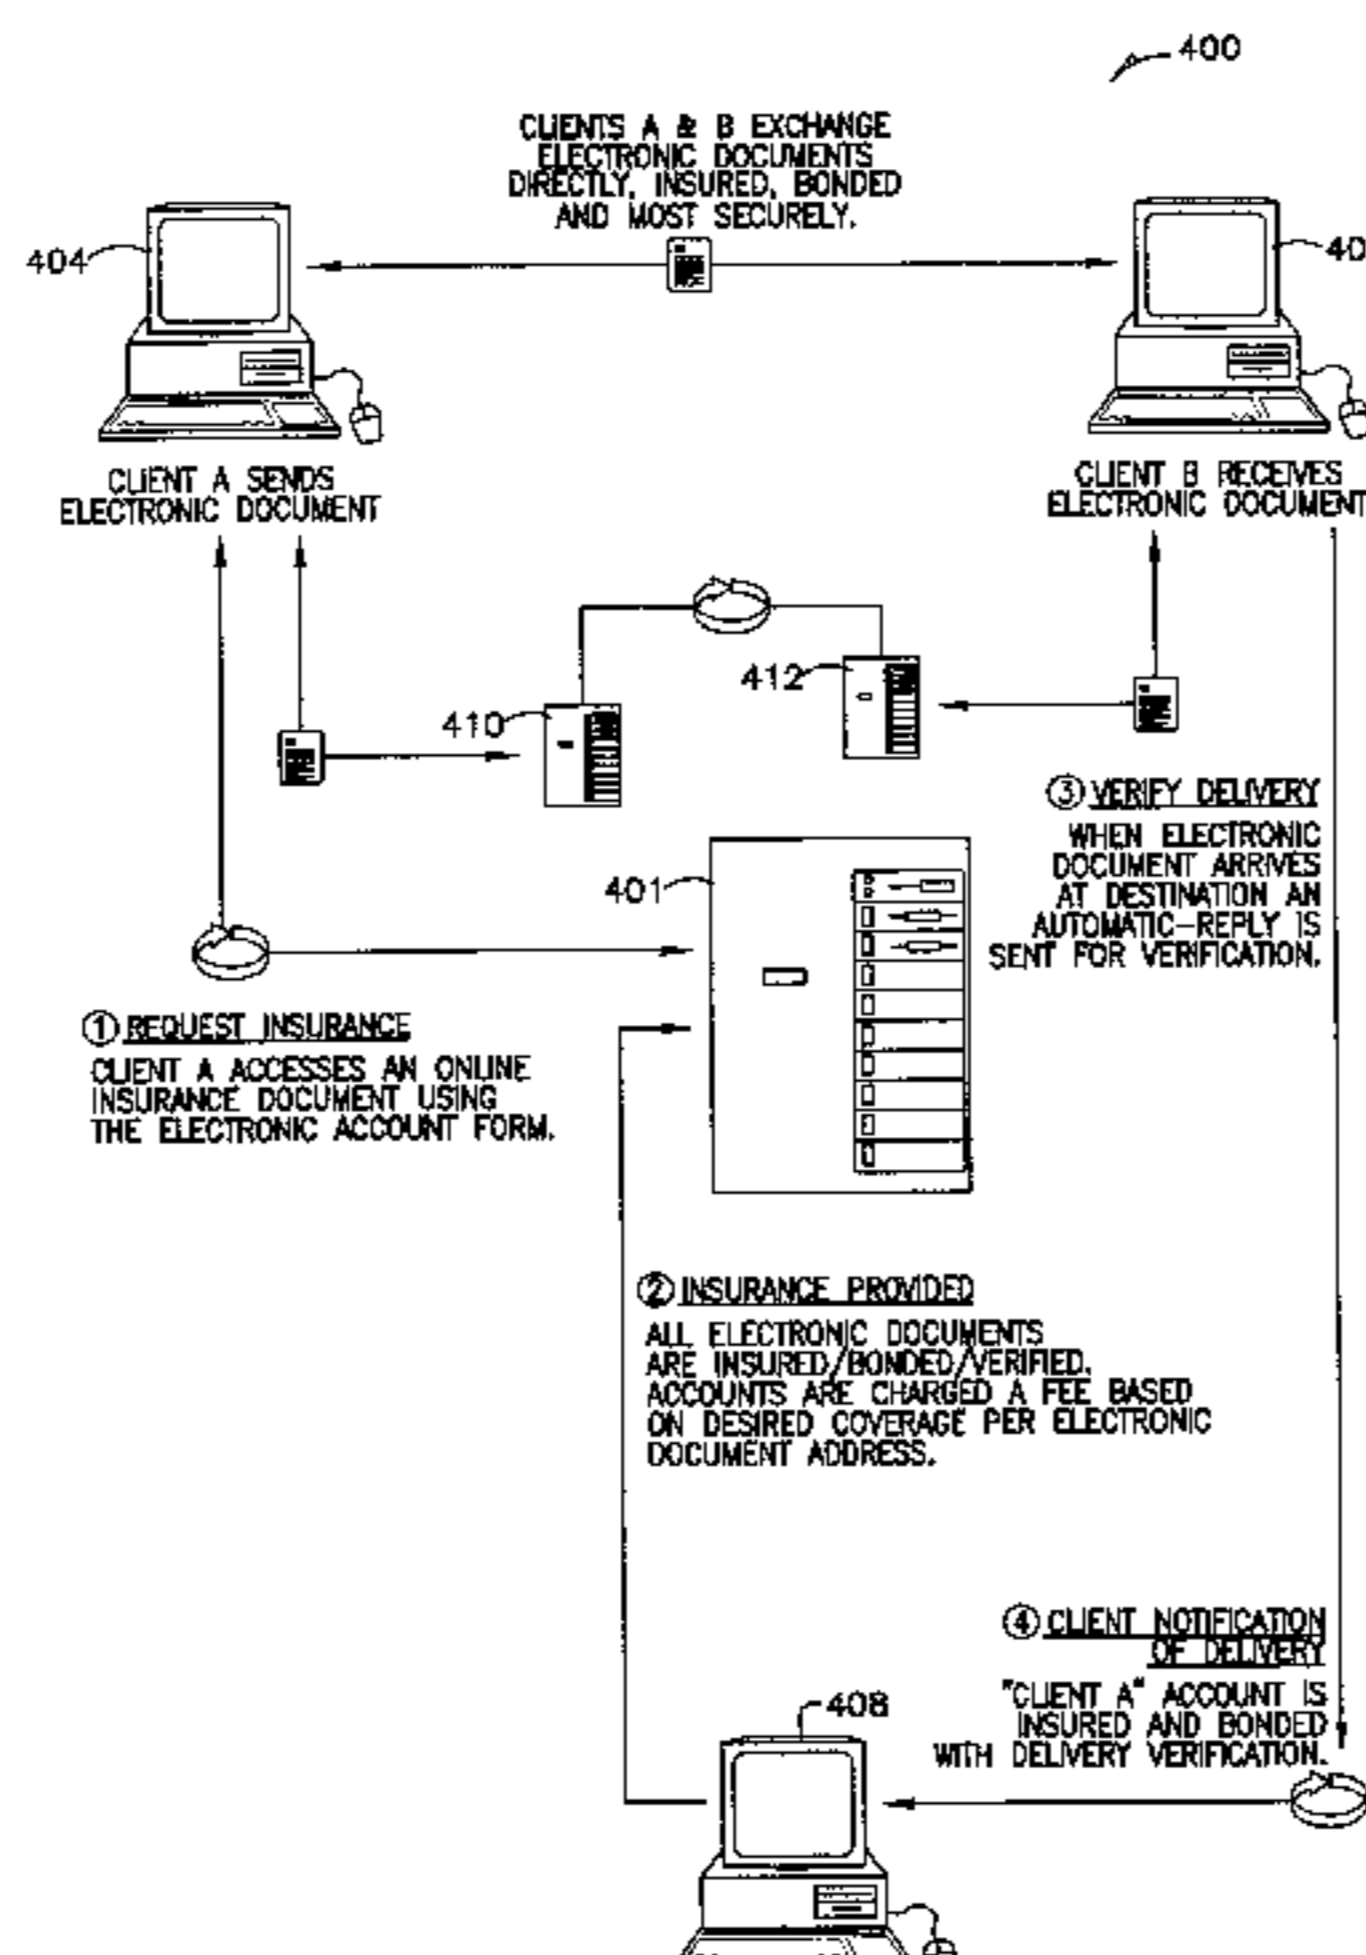 400
CLIENTS A & B EXCHANGE
ELECTRONIC DOCUMENTS
DIRECTLY, INSURED, BONDED
AND MOST SECURELY.
404
CLIENT A SENDS
ELECTRONIC DOCUMENT
CLIENT B RECEIVES
ELECTRONIC DOCUMENT
412
410
③ VERIFY DELIVERY
WHEN ELECTRONIC
DOCUMENT ARRIVES
AT DESTINATION AN
AUTOMATIC-REPLY IS
SENT FOR VERIFICATION.
401
① REQUEST INSURANCE
CLIENT A ACCESSES AN ONLINE
INSURANCE DOCUMENT USING
THE ELECTRONIC ACCOUNT FORM.
② INSURANCE PROVIDED
ALL ELECTRONIC DOCUMENTS
ARE INSURED/BONDED/VERIFIED.
ACCOUNTS ARE CHARGED A FEE BASED
ON DESIRED COVERAGE PER ELECTRONIC
DOCUMENT ADDRESS.
④ CLIENT NOTIFICATION
OF DELIVERY
"CLIENT A" ACCOUNT IS
INSURED AND BONDED
WITH DELIVERY VERIFICATION.
408